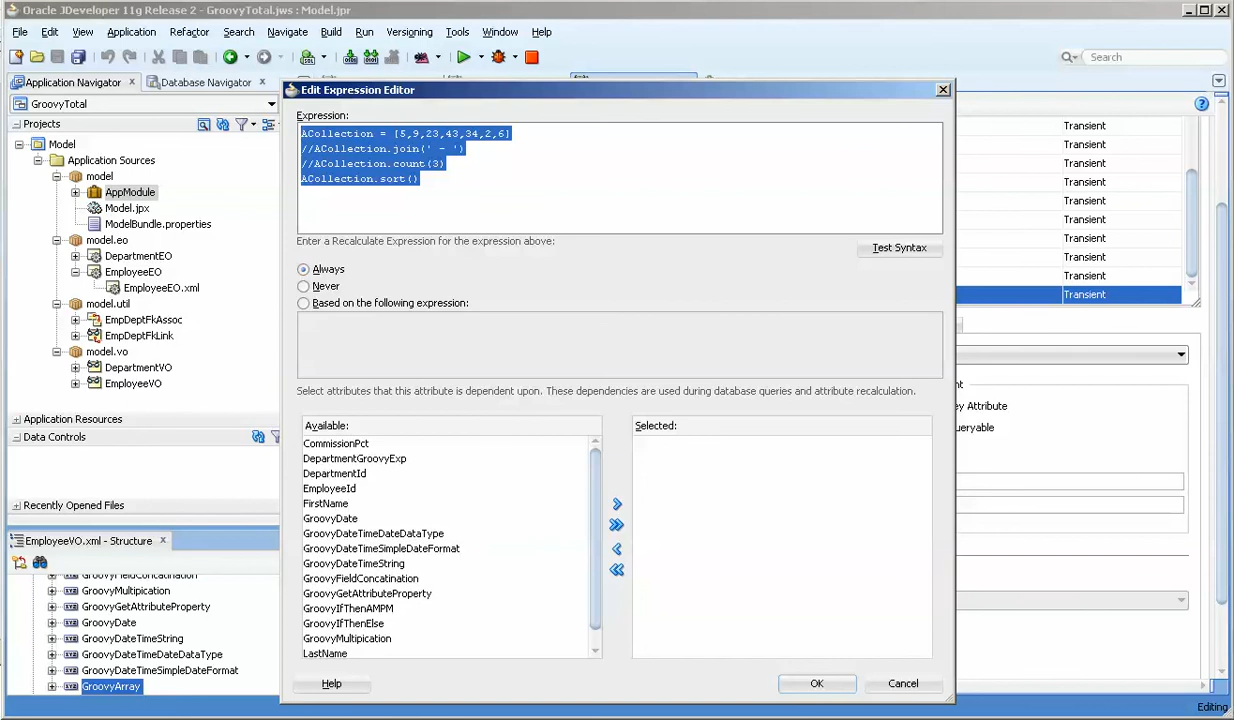 Oracle JDeveloper 11g Release 2 - GroovyTotal.jws : Model.jpr
File Edit View Application Refactor Search Navigate Build Run Versioning Tools Window Help
Search
Application Navigator Database Navigator
GroovyTotal
Projects
Model
Application Sources
model
AppModule
Model.jpx
ModelBundle.properties
model.eo
DepartmentEO
EmployeeEO
EmployeeEO.xml
model.util
EmpDeptFkAssoc
EmpDeptFkLink
model.vo
DepartmentVO
EmployeeVO
Application Resources
Data Controls
Recently Opened Files
EmployeeVO.xml - Structure
GroovyFieldConcatination
GroovyMultipication
GroovyGetAttributeProperty
GroovyDate
GroovyDateTimeString
GroovyDateTimeDateDataType
GroovyDateTimeSimpleDateFormat
GroovyArray
Edit Expression Editor
Expression:
ACollection = [5,9,23,43,34,2,6]
//ACollection.join(' - ')
//ACollection.count(3)
ACollection.sort()
Enter a Recalculate Expression for the expression above:
Test Syntax
Always
Never
Based on the following expression:
Select attributes that this attribute is dependent upon. These dependencies are used during database queries and attribute recalculation.
Available:
CommissionPct
DepartmentGroovyExp
DepartmentId
EmployeeId
FirstName
GroovyDate
GroovyDateTimeDateDataType
GroovyDateTimeSimpleDateFormat
GroovyDateTimeString
GroovyFieldConcatination
GroovyGetAttributeProperty
GroovyIfThenAMPM
GroovyIfThenElse
GroovyMultipication
LastName
Selected:
Help
OK
Cancel
Transient
Transient
Transient
Transient
Transient
Transient
Transient
Transient
Transient
Transient
ey Attribute
ueryable
Editing